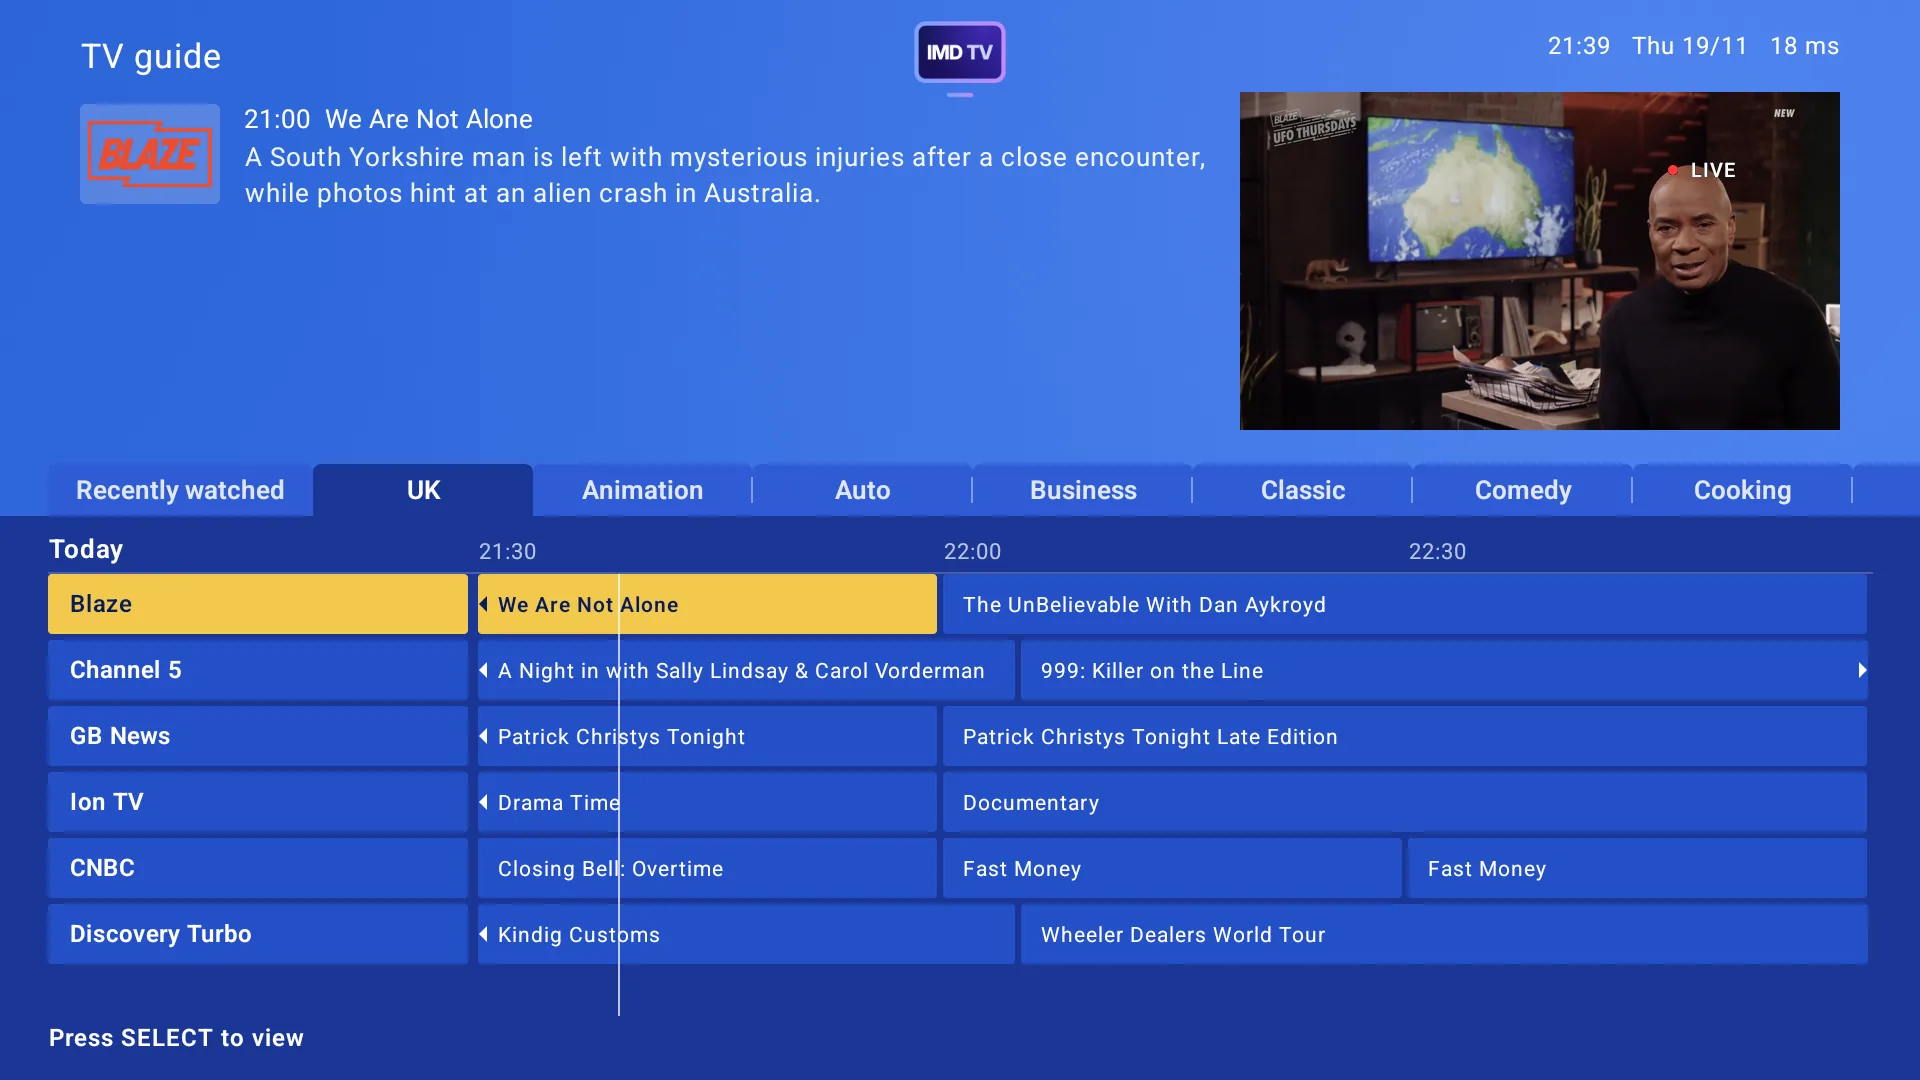 TV guide
IMD TV
21:39 Thu 19/11 18 ms
BLAZE
21:00 We Are Not Alone
A South Yorkshire man is left with mysterious injuries after a close encounter,
while photos hint at an alien crash in Australia.
BLAZE
UFO THURSDAYS
NEW
LIVE
Recently watched
UK
Animation
Auto
Business
Classic
Comedy
Cooking
Today
21:30
22:00
22:30
Blaze
We Are Not Alone
The UnBelievable With Dan Aykroyd
Channel 5
A Night in with Sally Lindsay & Carol Vorderman
999: Killer on the Line
GB News
Patrick Christys Tonight
Patrick Christys Tonight Late Edition
Ion TV
Drama Time
Documentary
CNBC
Closing Bell: Overtime
Fast Money
Fast Money
Discovery Turbo
Kindig Customs
Wheeler Dealers World Tour
Press SELECT to view